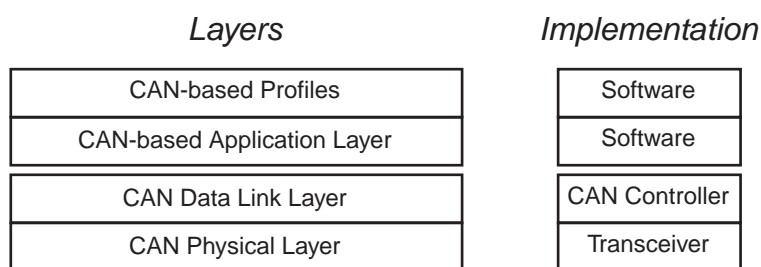 Layers Implementation
CAN-based Profiles Software
CAN-based Application Layer Software
CAN Data Link Layer CAN Controller
CAN Physical Layer Transceiver